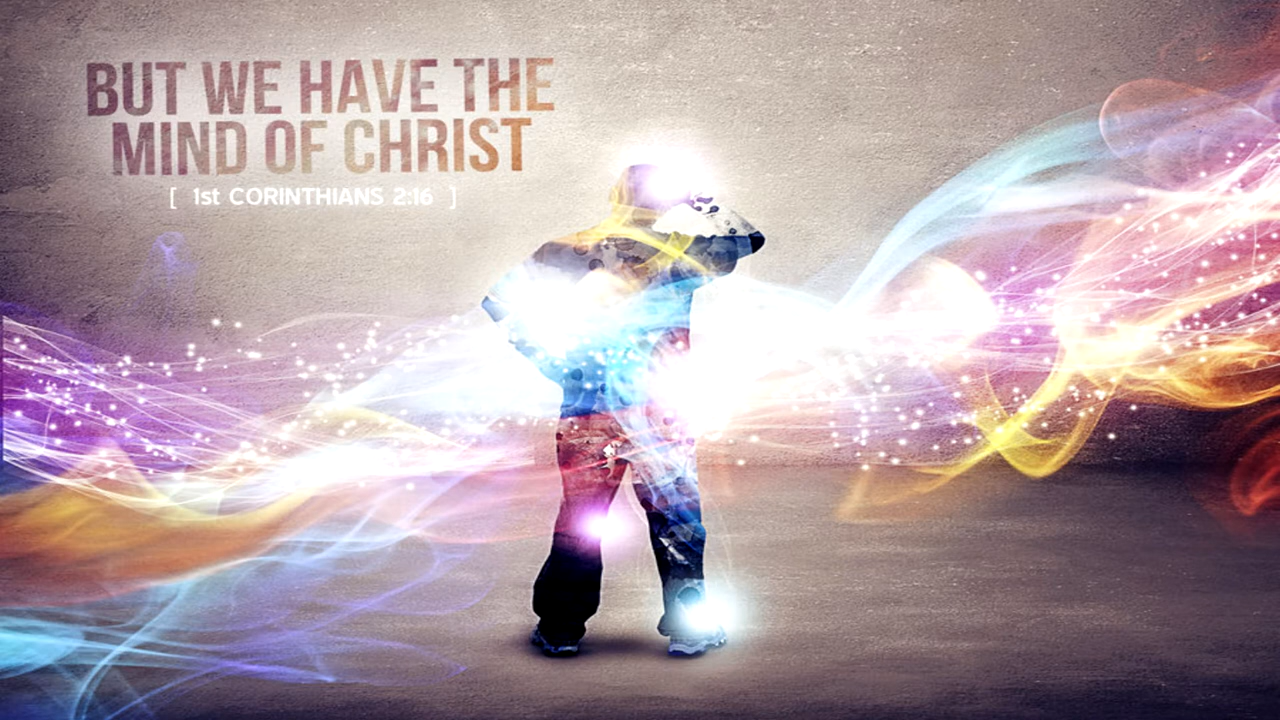 BUT WE HAVE THE
MIND OF CHRIST
[ 1st CORINTHIANS 2:16 ]